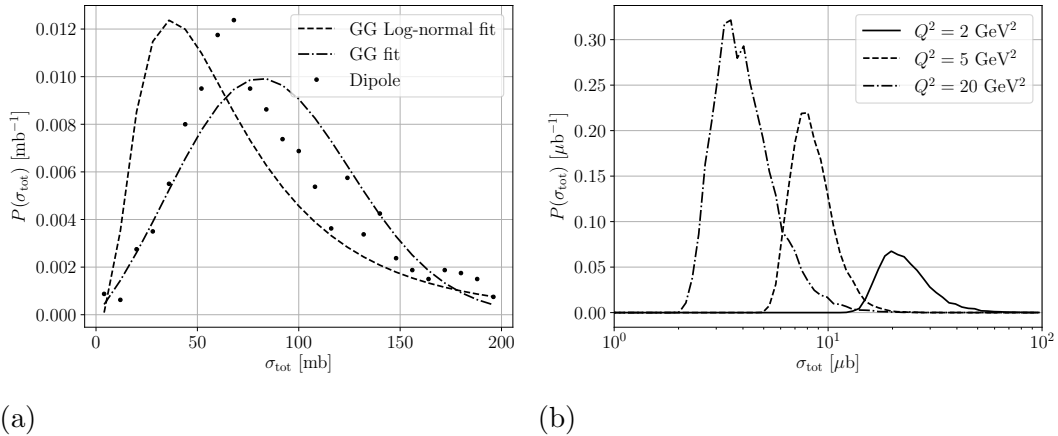 0.012
0.010
0.008
0.006
0.004
0.002
0.000
P(σtot) [mb⁻¹]
0 50 100 150 200
σtot [mb]
GG Log-normal fit
GG fit
Dipole
(a)
0.30
0.25
0.20
0.15
0.10
0.05
0.00
P(σtot) [μb⁻¹]
10⁰ 10¹ 10²
σtot [μb]
Q² = 2 GeV²
Q² = 5 GeV²
Q² = 20 GeV²
(b)